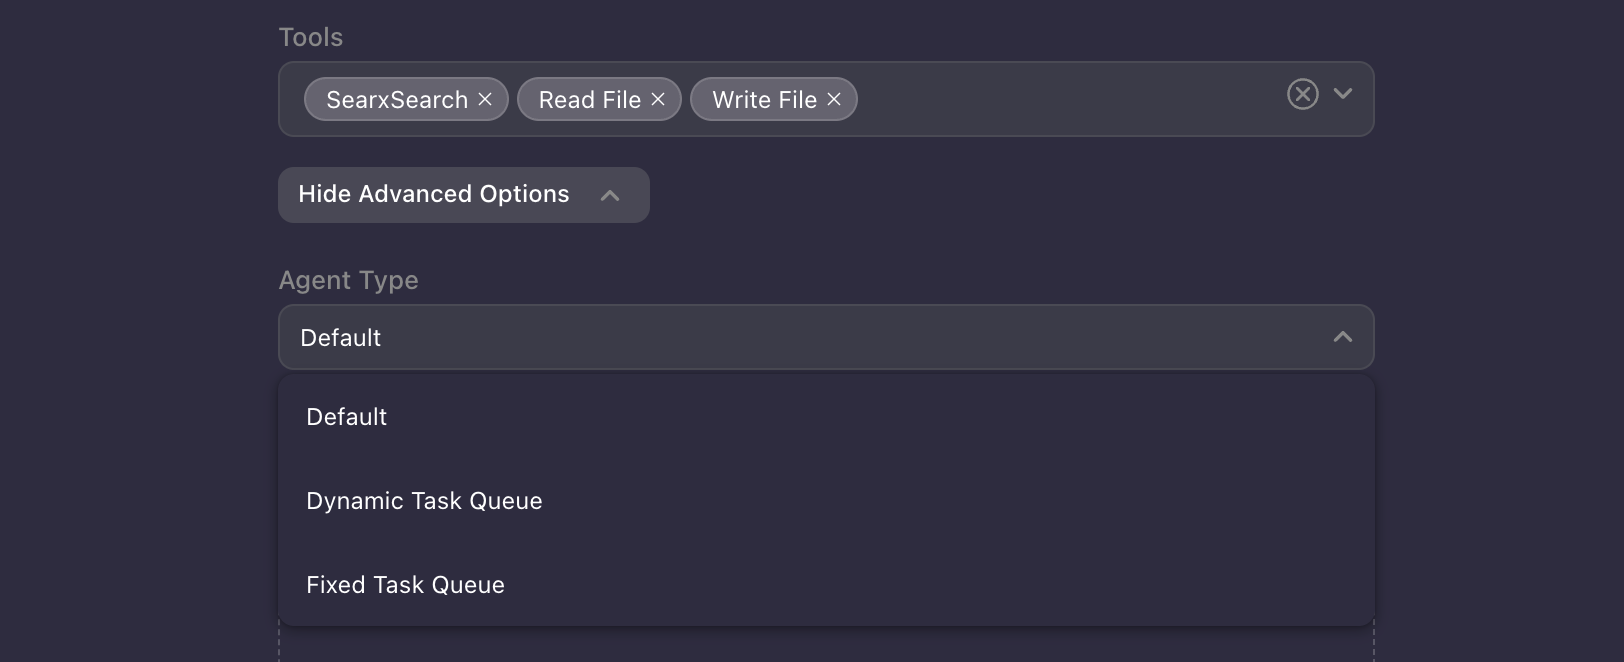 Tools
SearxSearch × Read File × Write File ×
Hide Advanced Options
Agent Type
Default
Default
Dynamic Task Queue
Fixed Task Queue